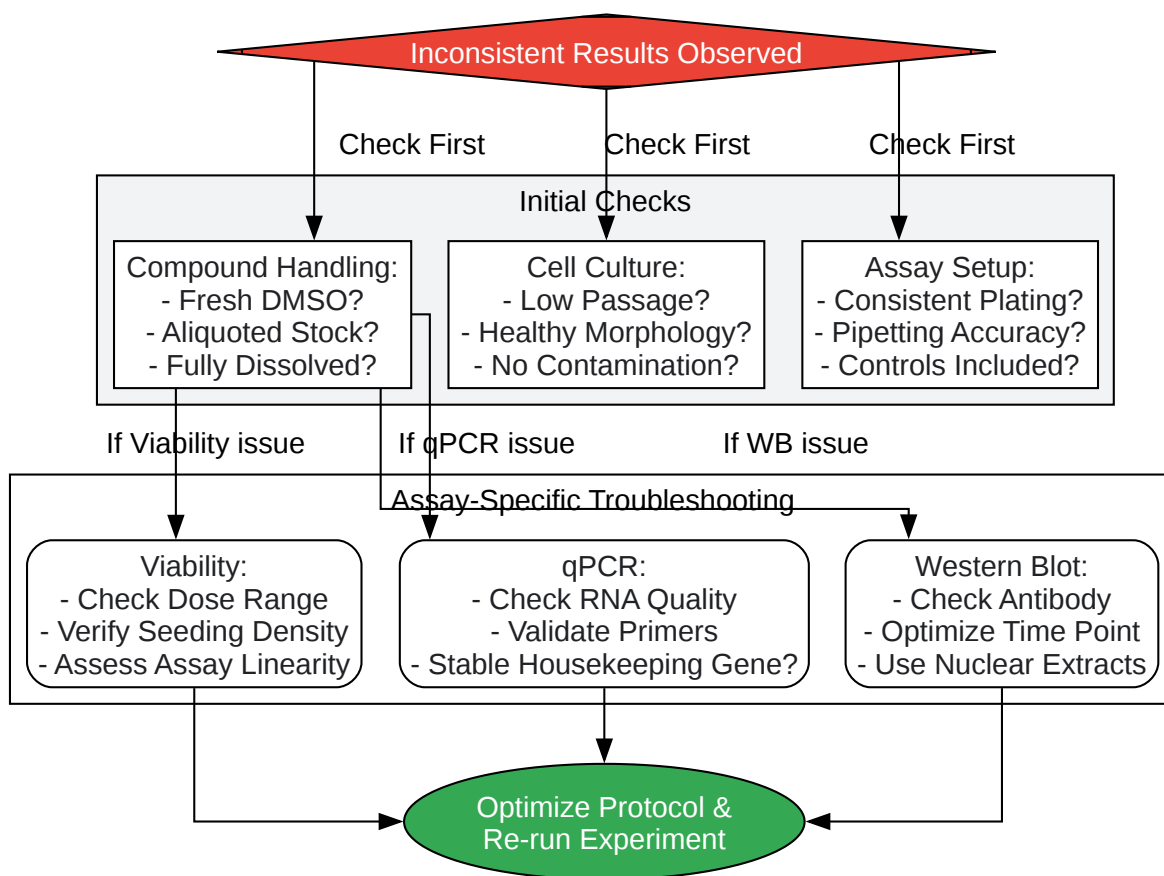 Inconsistent Results Observed
Check First
Check First
Check First
Initial Checks
Compound Handling:
- Fresh DMSO?
- Aliquoted Stock?
- Fully Dissolved?
Cell Culture:
- Low Passage?
- Healthy Morphology?
- No Contamination?
Assay Setup:
- Consistent Plating?
- Pipetting Accuracy?
- Controls Included?
If Viability issue
If qPCR issue
If WB issue
Assay-Specific Troubleshooting
Viability:
- Check Dose Range
- Verify Seeding Density
- Assess Assay Linearity
qPCR:
- Check RNA Quality
- Validate Primers
- Stable Housekeeping Gene?
Western Blot:
- Check Antibody
- Optimize Time Point
- Use Nuclear Extracts
Optimize Protocol &
Re-run Experiment